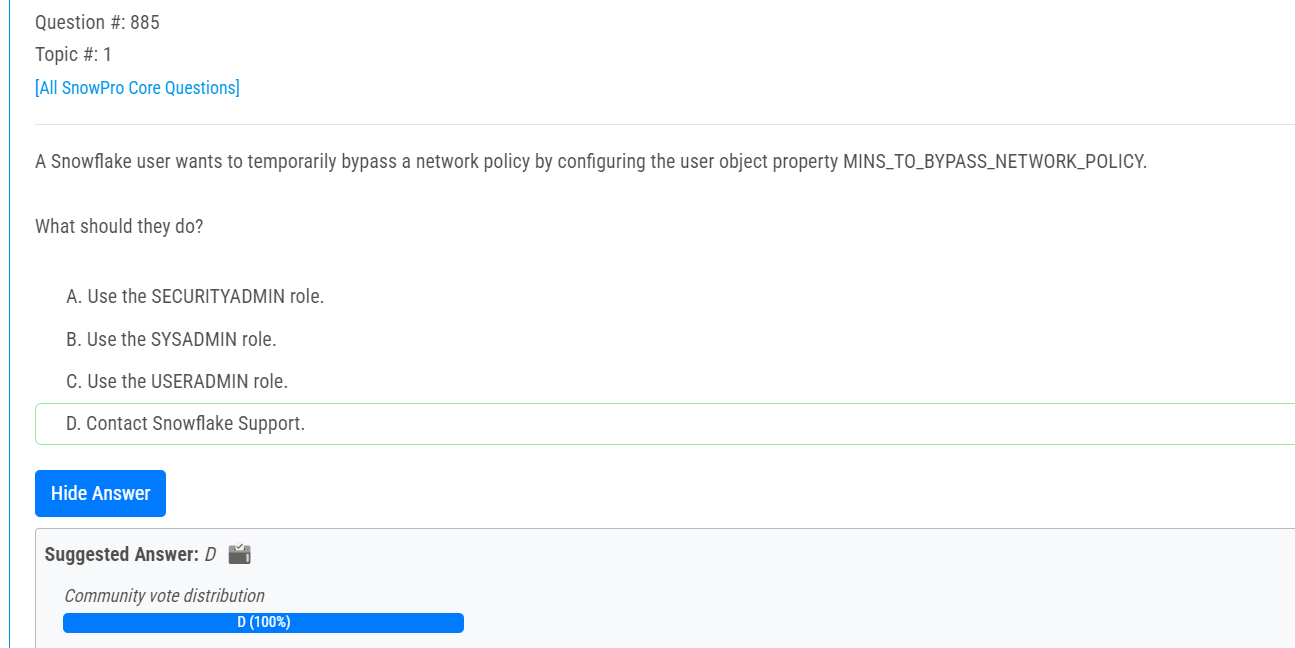 Question #: 885
Topic #: 1
[All SnowPro Core Questions]
A Snowflake user wants to temporarily bypass a network policy by configuring the user object property MINS_TO_BYPASS_NETWORK_POLICY.
What should they do?
A. Use the SECURITYADMIN role.
B. Use the SYSADMIN role.
C. Use the USERADMIN role.
D. Contact Snowflake Support.
Hide Answer
Suggested Answer: D
Community vote distribution
D (100%)